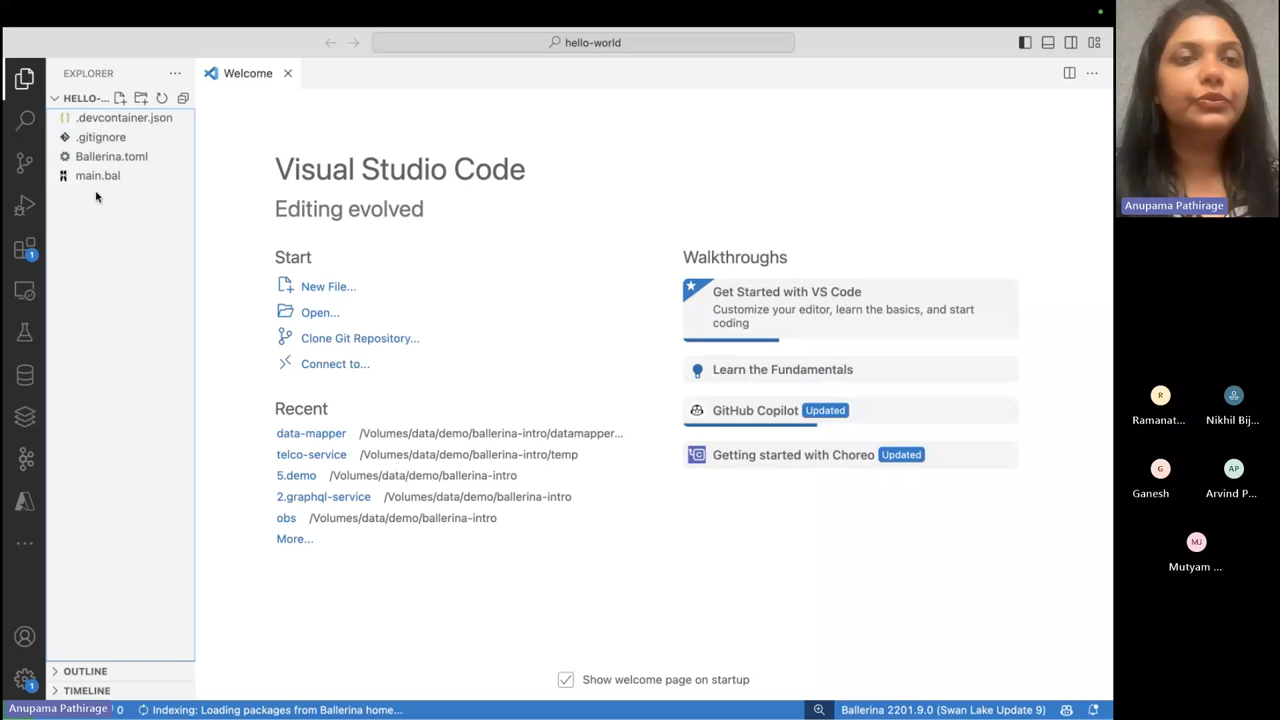 hello-world
EXPLORER
Welcome
HELLO-...
.devcontainer.json
.gitignore
Ballerina.toml
main.bal
OUTLINE
TIMELINE
Visual Studio Code
Editing evolved
Start
New File...
Open...
Clone Git Repository...
Connect to...
Recent
data-mapper /Volumes/data/demo/ballerina-intro/datamapper...
telco-service /Volumes/data/demo/ballerina-intro/temp
5.demo /Volumes/data/demo/ballerina-intro
2.graphql-service /Volumes/data/demo/ballerina-intro
obs /Volumes/data/demo/ballerina-intro
More...
Walkthroughs
Get Started with VS Code
Customize your editor, learn the basics, and start
coding
Learn the Fundamentals
GitHub Copilot Updated
Getting started with Choreo Updated
Show welcome page on startup
1
1
Anupama Pathirage
0 Indexing: Loading packages from Ballerina home...
Ballerina 2201.9.0 (Swan Lake Update 9)
Anupama Pathirage
R
Ramanat...
Nikhil Bij...
G
Ganesh
AP
Arvind P...
MJ
Mutyam ...